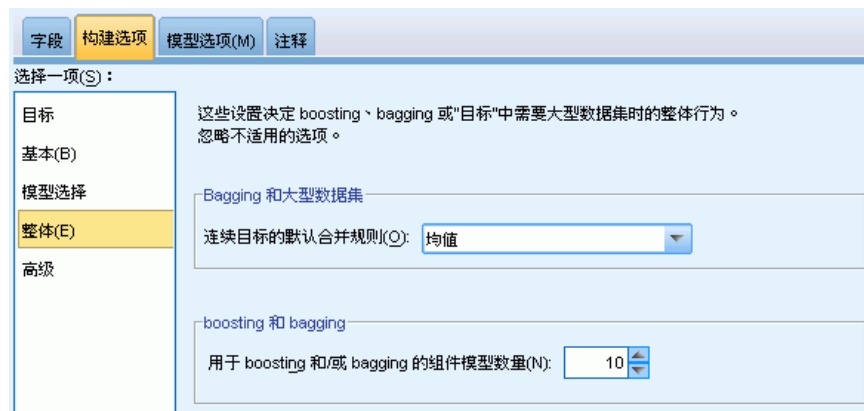 字段 构建选项 模型选项(M) 注释
选择一项(S)：
目标
基本(B)
模型选择
整体(E)
高级
这些设置决定 boosting、bagging 或"目标"中需要大型数据集时的整体行为。
忽略不适用的选项。
Bagging 和大型数据集
连续目标的默认合并规则(O): 均值
boosting 和 bagging
用于 boosting 和/或 bagging 的组件模型数量(N): 10